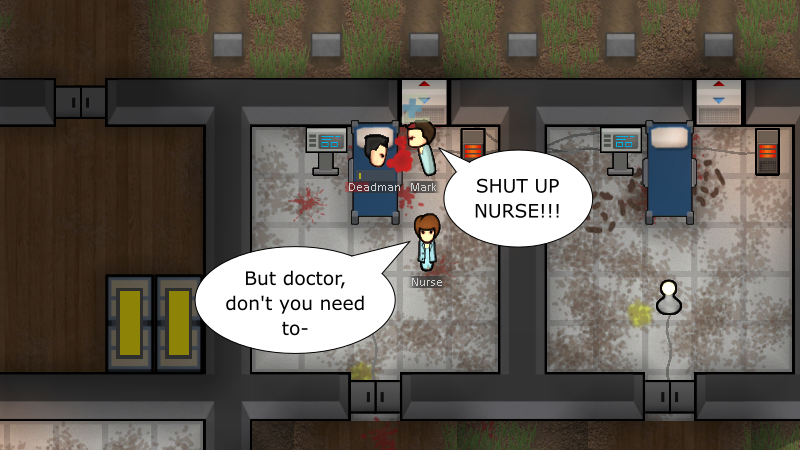 Deadman
Mark
SHUT UP
NURSE!!!
But doctor,
don't you need
to-
Nurse